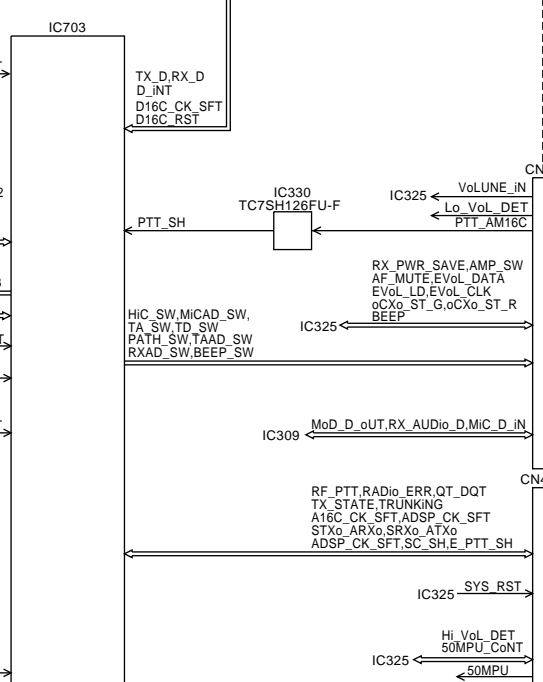 IC703
TX_D,RX_D
D_iNT
D16C_CK_SFT
D16C_RST
CN
IC330
TC7SH126FU-F
IC325
VoLUNE_iN
Lo_VoL_DET
PTT_SH
PTT_AM16C
RX_PWR_SAVE,AMP_SW
AF_MUTE,EVoL_DATA
EVoL_LD,EVoL_CLK
oCXo_ST_G,oCXo_ST_R
BEEP
IC325
HiC_SW,MiCAD_SW,
TA_SW,TD_SW
PATH_SW,TAAD_SW
RXAD_SW,BEEP_SW
MoD_D_oUT,RX_AUDio_D,MiC_D_iN
IC309
CN4
RF_PTT,RADio_ERR,QT_DQT
TX_STATE,TRUNKiNG
A16C_CK_SFT,ADSP_CK_SFT
STXo_ARXo,SRXo_ATXo
ADSP_CK_SFT,SC_SH,E_PTT_SH
SYS_RST
IC325
Hi_VoL_DET
50MPU_CoNT
IC325
50MPU